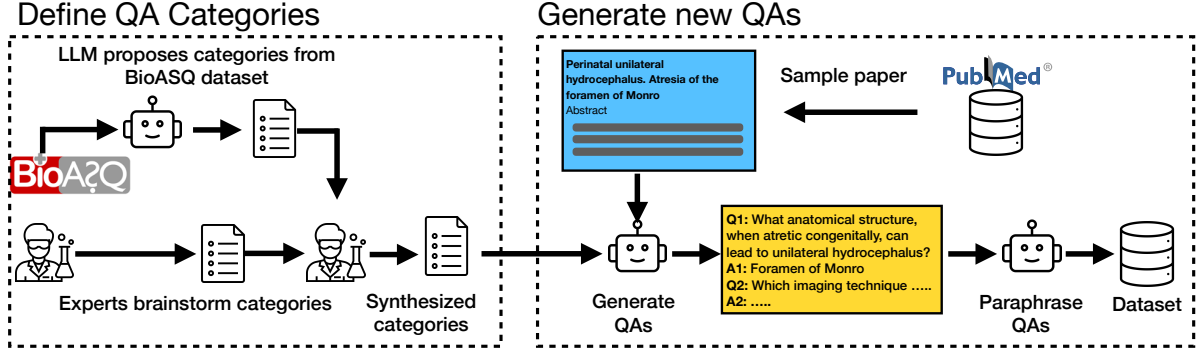 Define QA Categories
LLM proposes categories from
BioASQ dataset
BioASQ
Experts brainstorm categories
Synthesized
categories
Generate new QAs
Perinatal unilateral
hydrocephalus. Atresia of the
foramen of Monro
Abstract
Sample paper
PubMed®
Generate
QAs
Q1: What anatomical structure,
when atretic congenitally, can
lead to unilateral hydrocephalus?
A1: Foramen of Monro
Q2: Which imaging technique …..
A2: …..
Paraphrase
QAs
Dataset